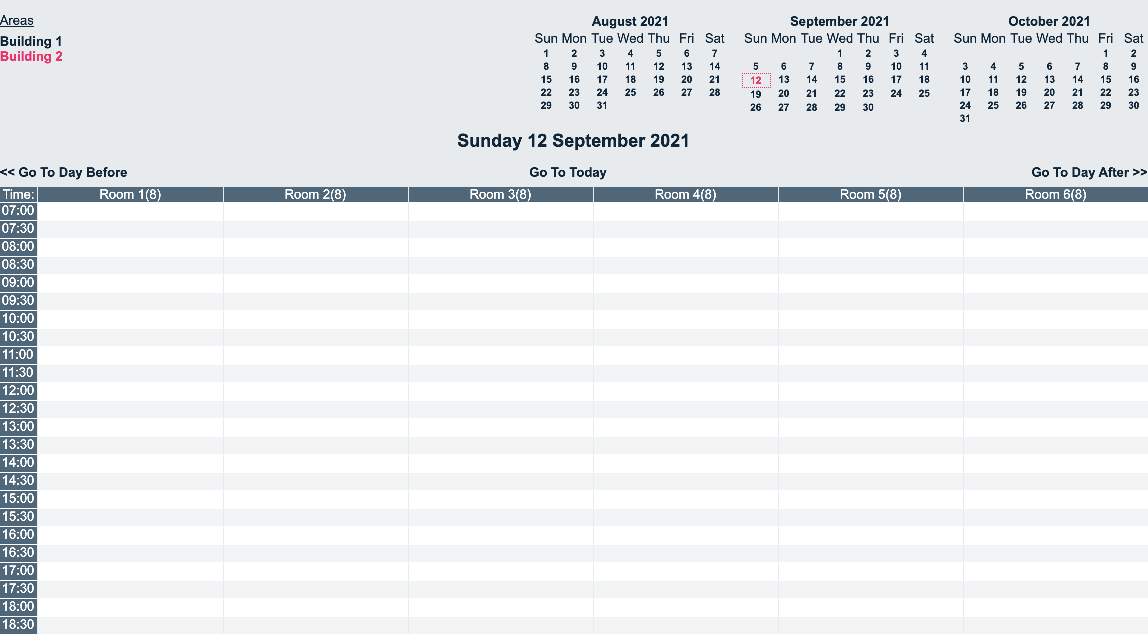 Areas
Building 1
Building 2
August 2021
Sun Mon Tue Wed Thu Fri Sat
1 2 3 4 5 6 7
8 9 10 11 12 13 14
15 16 17 18 19 20 21
22 23 24 25 26 27 28
29 30 31
September 2021
Sun Mon Tue Wed Thu Fri Sat
1 2 3 4
5 6 7 8 9 10 11
12 13 14 15 16 17 18
19 20 21 22 23 24 25
26 27 28 29 30
October 2021
Sun Mon Tue Wed Thu Fri Sat
1 2
3 4 5 6 7 8 9
10 11 12 13 14 15 16
17 18 19 20 21 22 23
24 25 26 27 28 29 30
31
Sunday 12 September 2021
<< Go To Day Before Go To Today Go To Day After >>
Time: Room 1(8) Room 2(8) Room 3(8) Room 4(8) Room 5(8) Room 6(8)
07:00
07:30
08:00
08:30
09:00
09:30
10:00
10:30
11:00
11:30
12:00
12:30
13:00
13:30
14:00
14:30
15:00
15:30
16:00
16:30
17:00
17:30
18:00
18:30